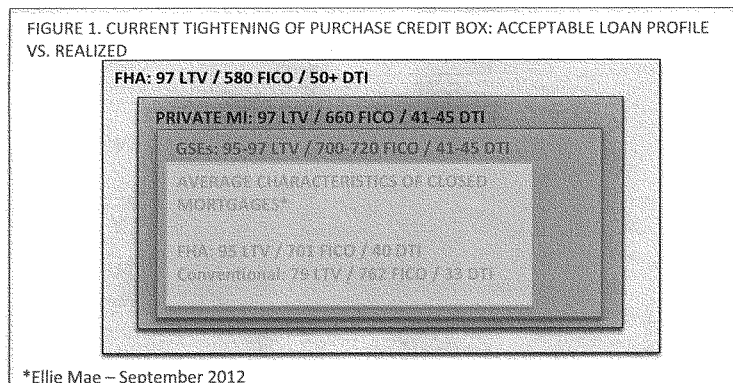 FIGURE 1. CURRENT TIGHTENING OF PURCHASE CREDIT BOX: ACCEPTABLE LOAN PROFILE
VS. REALIZED
FHA: 97 LTV / 580 FICO / 50+ DTI
PRIVATE MI: 97 LTV / 660 FICO / 41-45 DTI
GSEs: 95-97 LTV / 700-720 FICO / 41-45 DTI
AVERAGE CHARACTERISTICS OF CLOSED
MORTGAGES*
FHA: 95 LTV / 701 FICO / 40 DTI
Conventional: 79 LTV / 762 FICO / 33 DTI
*Ellie Mae – September 2012